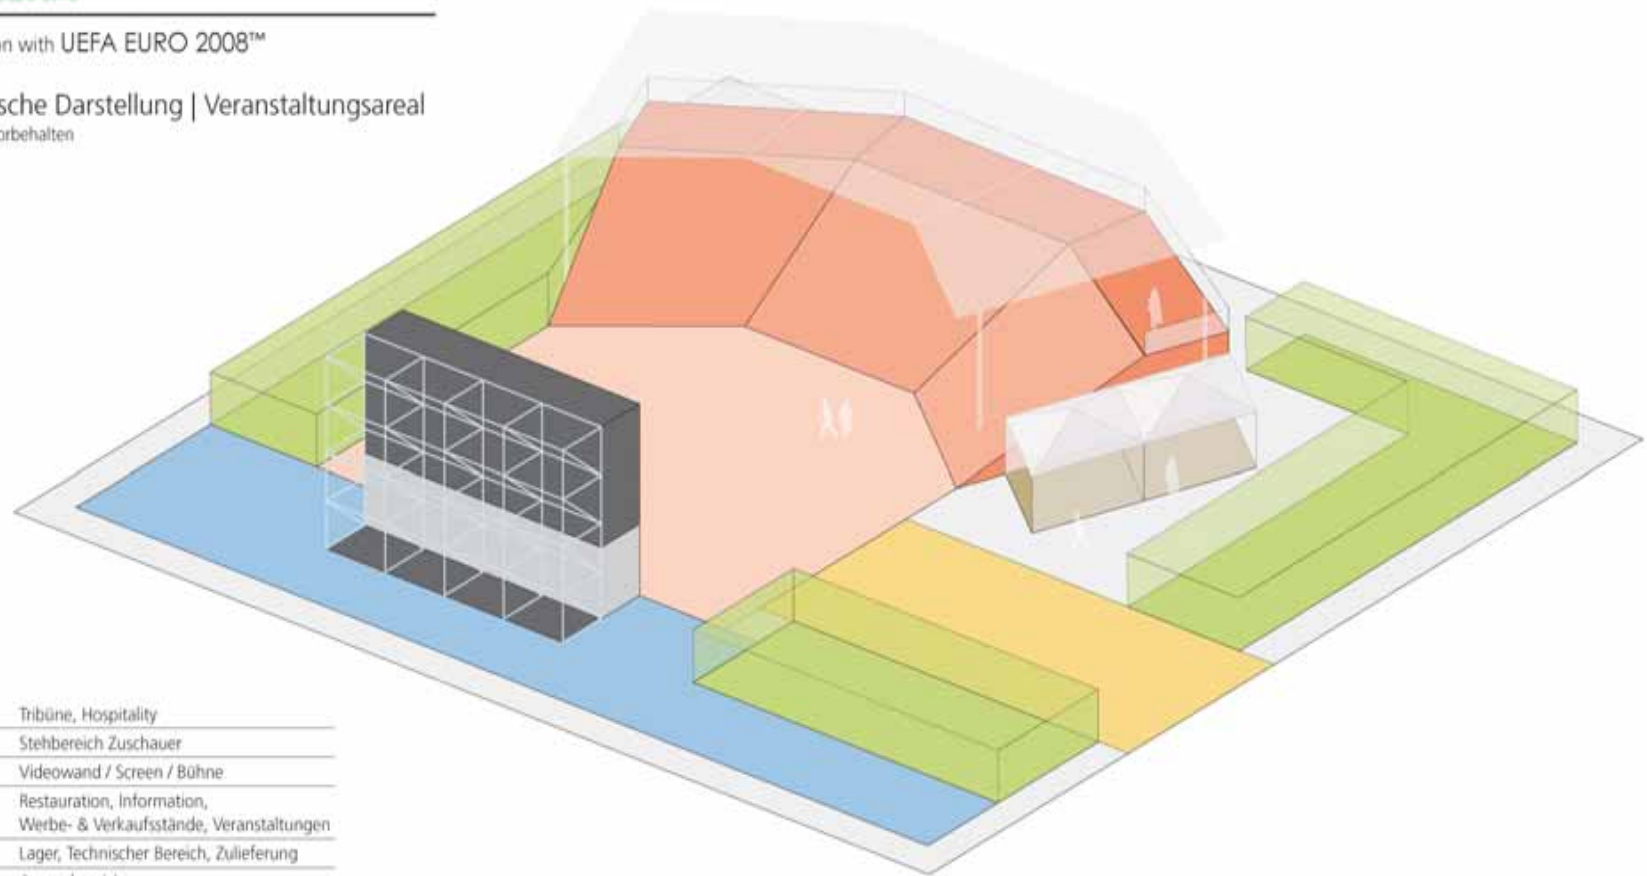 n with UEFA EURO 2008™
sche Darstellung | Veranstaltungsareal
orbehalten
Tribüne, Hospitality
Stehbereich Zuschauer
Videowand / Screen / Bühne
Restauration, Information,
Werbe- & Verkaufsstände, Veranstaltungen
Lager, Technischer Bereich, Zulieferung